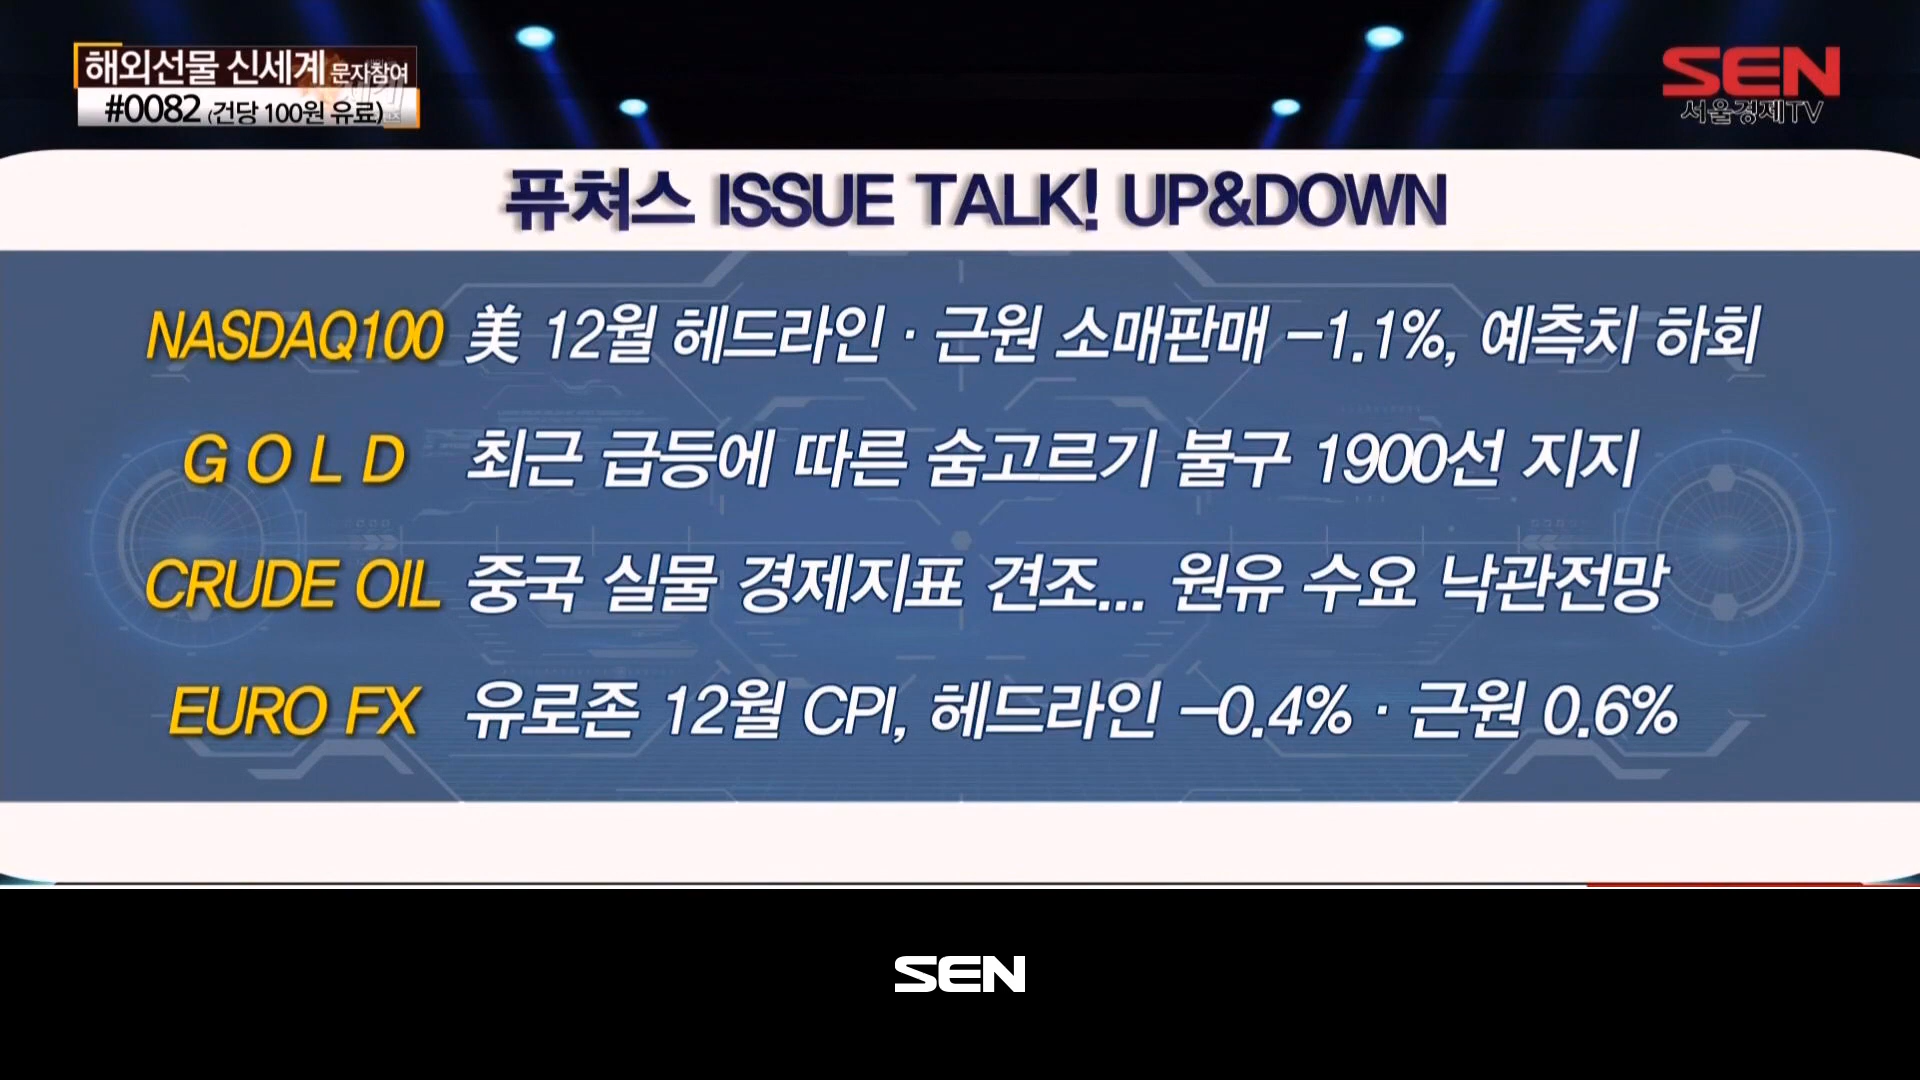 해외선물 신세계 문자참여
#0082 (건당 100원 유료)
SEN
서울경제TV
퓨쳐스 ISSUE TALK! UP&DOWN
NASDAQ100 美 12월 헤드라인·근원 소매판매 -1.1%, 예측치 하회
GOLD 최근 급등에 따른 숨고르기 불구 1900선 지지
CRUDE OIL 중국 실물 경제지표 견조... 원유 수요 낙관전망
EURO FX 유로존 12월 CPI, 헤드라인 -0.4%·근원 0.6%
SEN